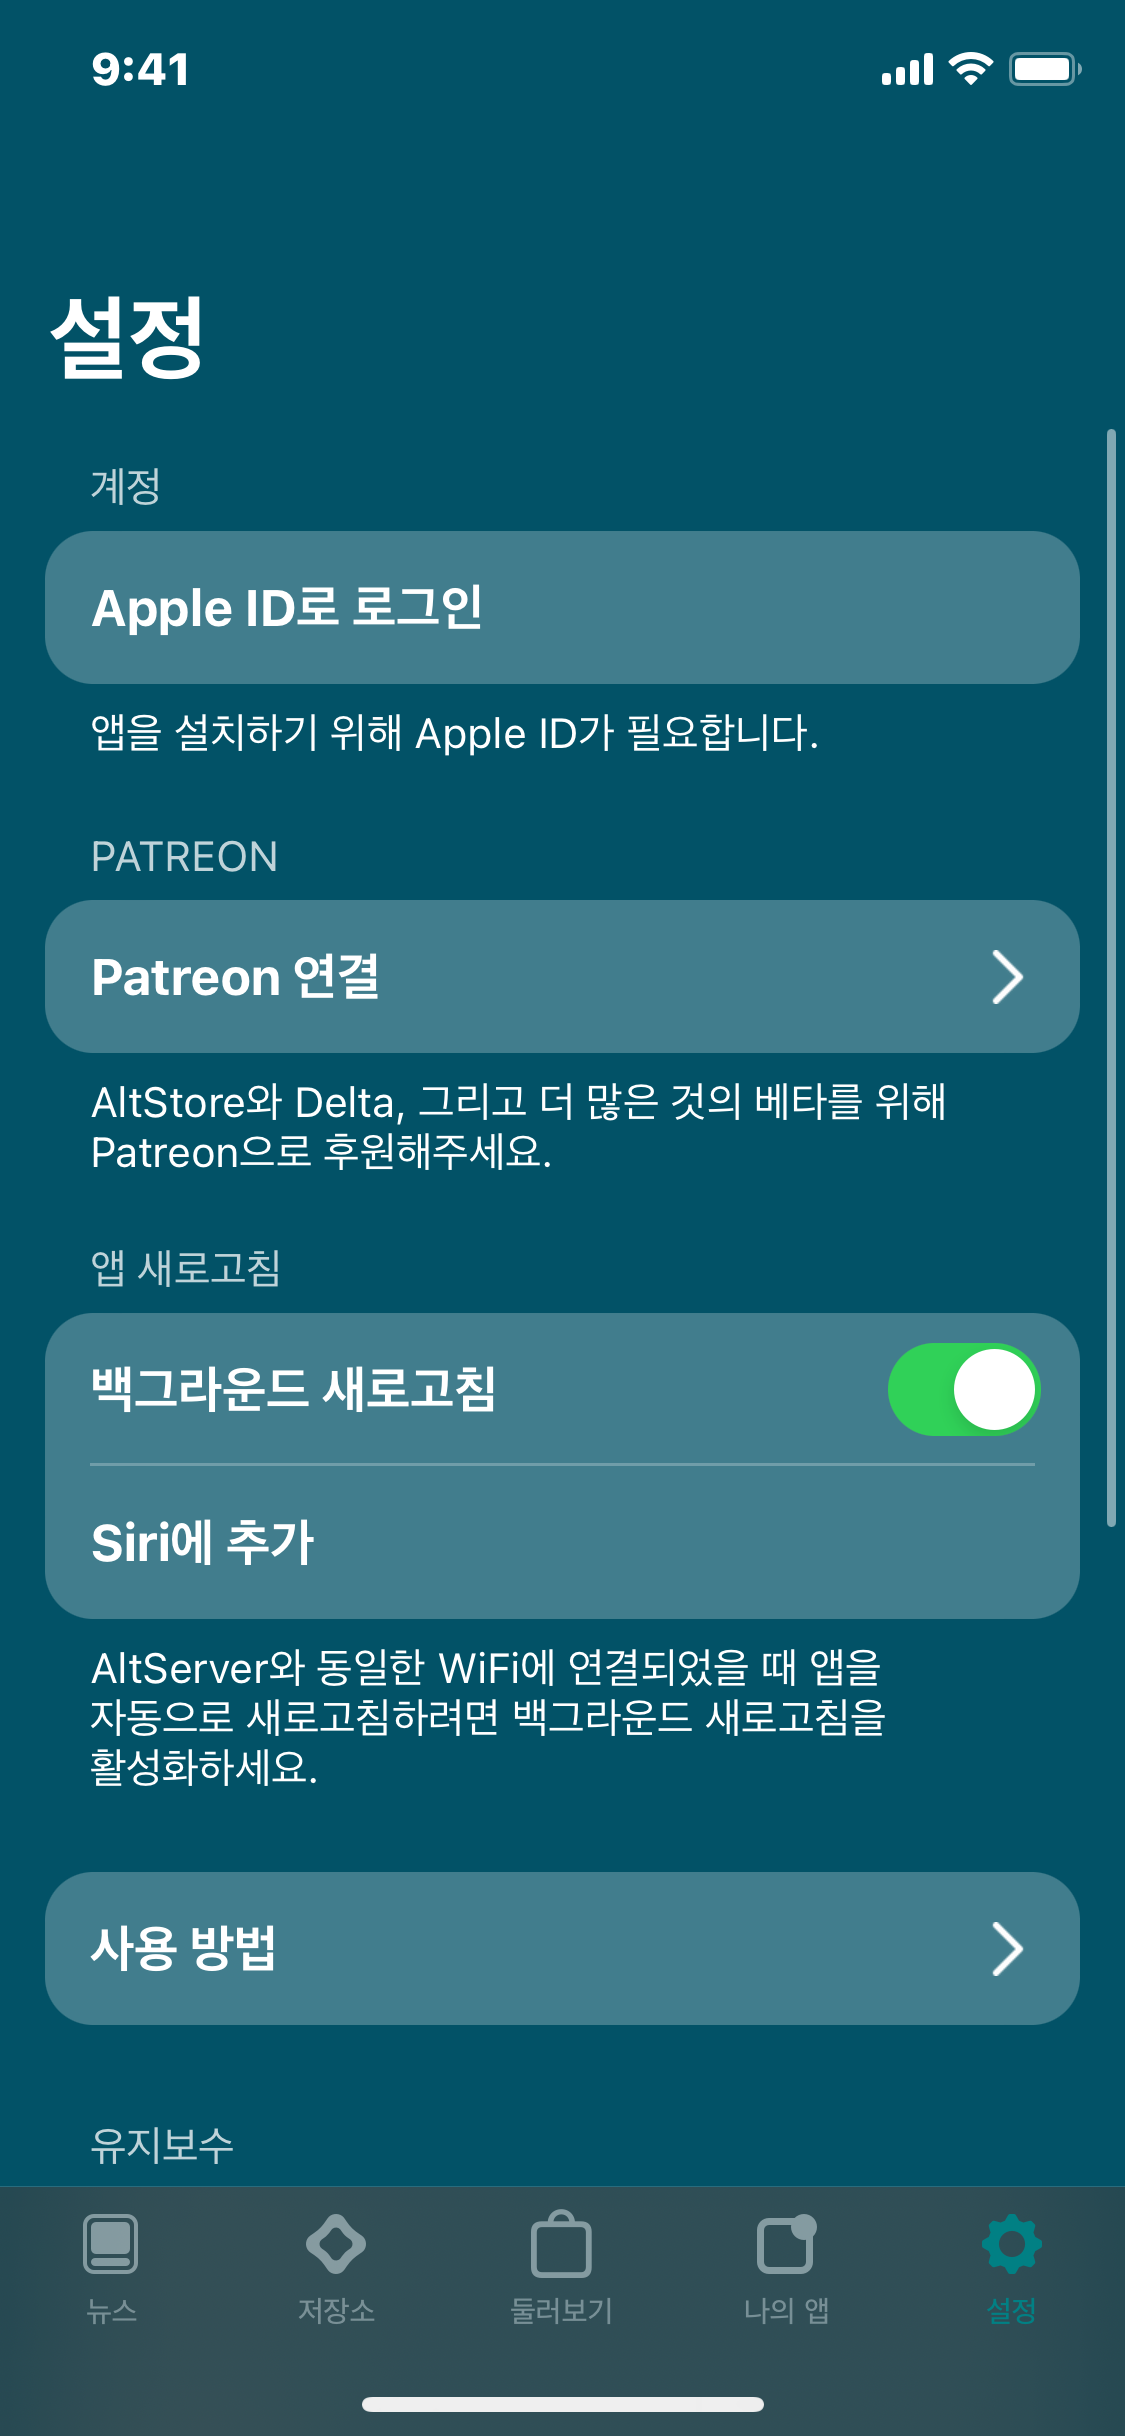 9:41
설정
계정
Apple ID로 로그인
앱을 설치하기 위해 Apple ID가 필요합니다.
PATREON
Patreon 연결
AltStore와 Delta, 그리고 더 많은 것의 베타를 위해
Patreon으로 후원해주세요.
앱 새로고침
백그라운드 새로고침
Siri에 추가
AltServer와 동일한 WiFi에 연결되었을 때 앱을
자동으로 새로고침하려면 백그라운드 새로고침을
활성화하세요.
사용 방법
유지보수
뉴스
저장소
둘러보기
나의 앱
설정